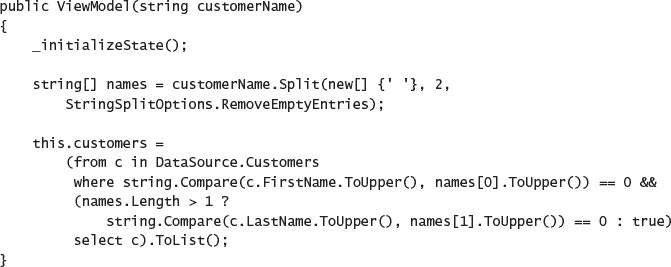 public ViewModel(string customerName)
{
    _initializeState();

    string[] names = customerName.Split(new[] {' '}, 2,
        StringSplitOptions.RemoveEmptyEntries);

    this.customers =
        (from c in DataSource.Customers
         where string.Compare(c.FirstName.ToUpper(), names[0].ToUpper()) == 0 &&
         (names.Length > 1 ?
             string.Compare(c.LastName.ToUpper(), names[1].ToUpper()) == 0 : true)
         select c).ToList();
}